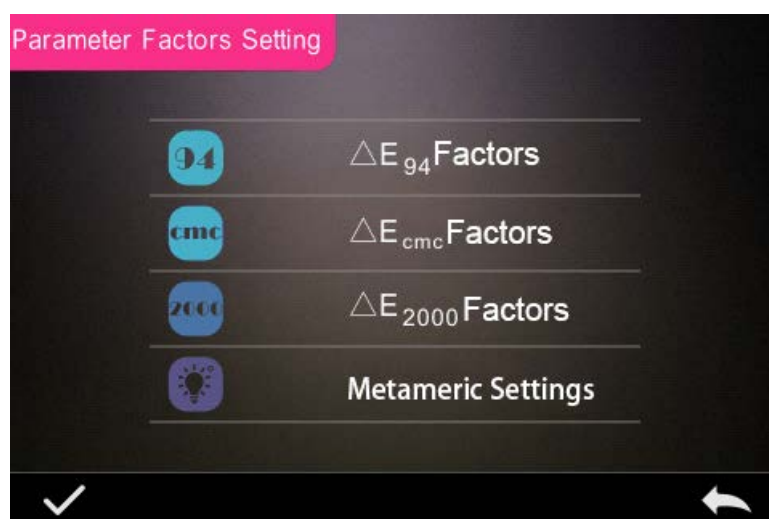 Parameter Factors Setting
94 △E94Factors
cmc △EcmcFactors
2000 △E2000Factors
Metameric Settings